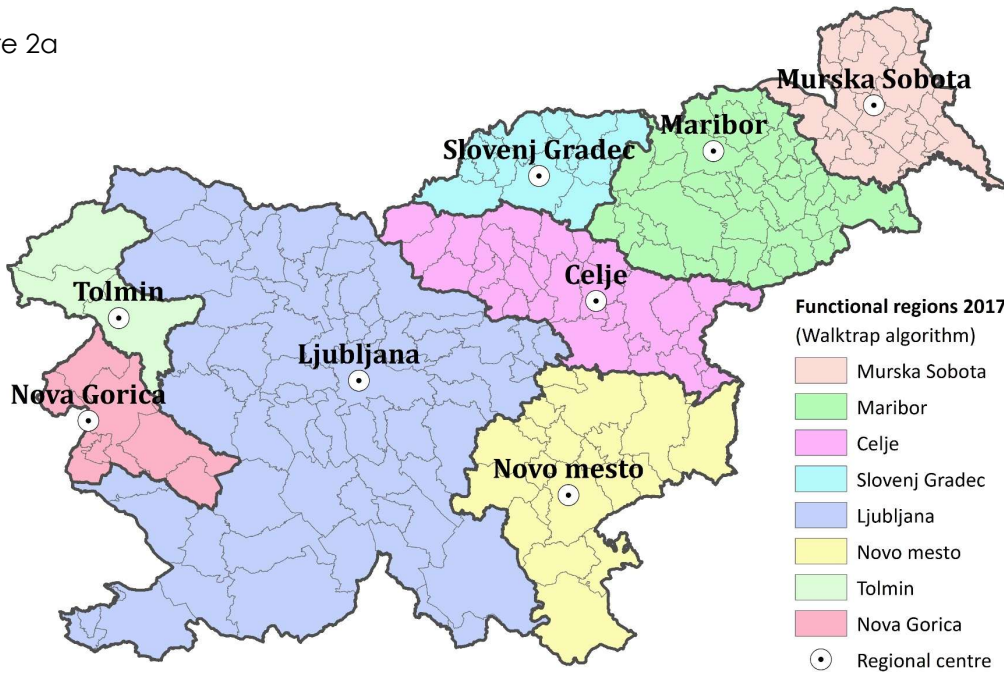 2a
Murska Sobota
Maribor
Slovenj Gradec
Celje
Tolmin
Ljubljana
Nova Gorica
Novo mesto
Functional regions 2017
(Walktrap algorithm)
Murska Sobota
Maribor
Celje
Slovenj Gradec
Ljubljana
Novo mesto
Tolmin
Nova Gorica
Regional centre